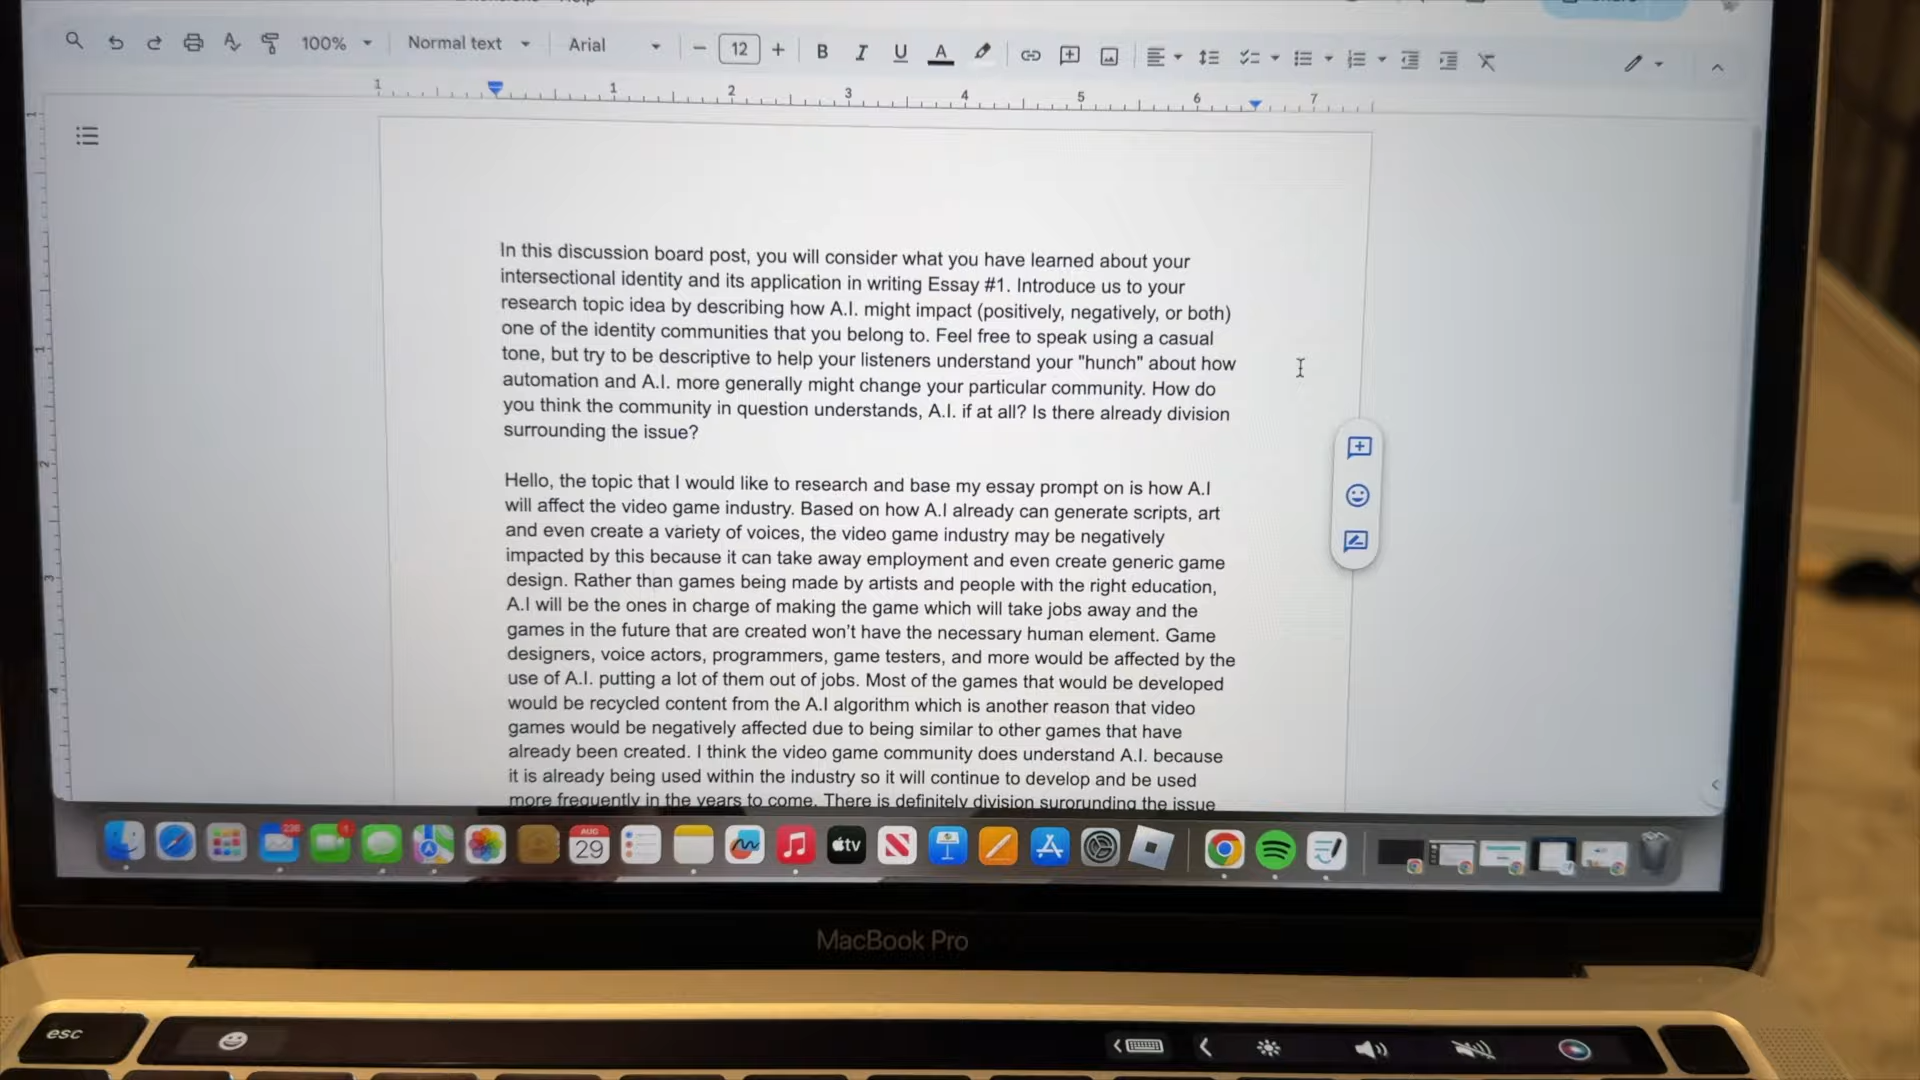 100%
Normal text
Arial
12
B
I
U
A
1
1
2
3
4
5
6
7
1
1
2
3
4
In this discussion board post, you will consider what you have learned about your
intersectional identity and its application in writing Essay #1. Introduce us to your
research topic idea by describing how A.I. might impact (positively, negatively, or both)
one of the identity communities that you belong to. Feel free to speak using a casual
tone, but try to be descriptive to help your listeners understand your "hunch" about how
automation and A.I. more generally might change your particular community. How do
you think the community in question understands, A.I. if at all? Is there already division
surrounding the issue?
Hello, the topic that I would like to research and base my essay prompt on is how A.I
will affect the video game industry. Based on how A.I already can generate scripts, art
and even create a variety of voices, the video game industry may be negatively
impacted by this because it can take away employment and even create generic game
design. Rather than games being made by artists and people with the right education,
A.I will be the ones in charge of making the game which will take jobs away and the
games in the future that are created won't have the necessary human element. Game
designers, voice actors, programmers, game testers, and more would be affected by the
use of A.I. putting a lot of them out of jobs. Most of the games that would be developed
would be recycled content from the A.I algorithm which is another reason that video
games would be negatively affected due to being similar to other games that have
already been created. I think the video game community does understand A.I. because
it is already being used within the industry so it will continue to develop and be used
more frequently in the years to come. There is definitely division surorunding the issue
AUG
29
tv
MacBook Pro
esc